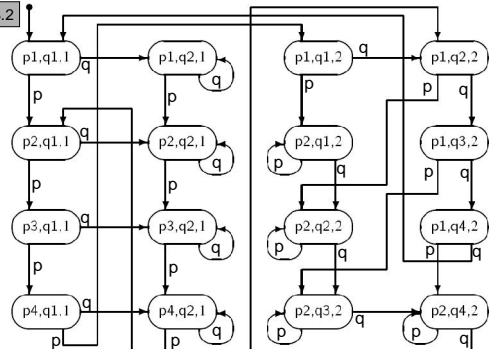 .2
p1,q1,1 q p1,q2,1 q p1,q1,2 q p1,q2,2
p p p p q
p2,q1,1 q p2,q2,1 q p2,q1,2 p p1,q3,2
p p q p q
p3,q1,1 q p3,q2,1 q p2,q2,2 p p1,q4,2
p p q p q
p4,q1,1 q p4,q2,1 q p2,q3,2 p q p2,q4,2 p
p p q